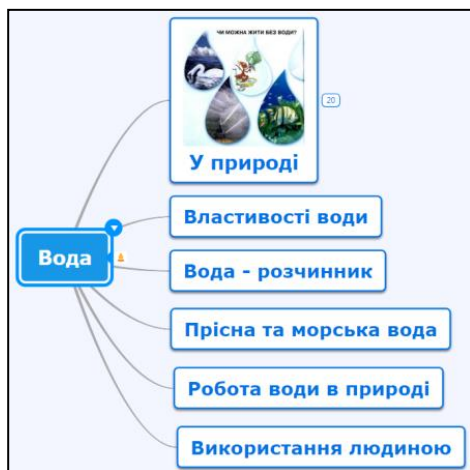 ЧИ МОЖНА ЖИТИ БЕЗ ВОДИ?
20
У природі
Властивості води
Вода
Вода - розчинник
Прісна та морська вода
Робота води в природі
Використання людиною